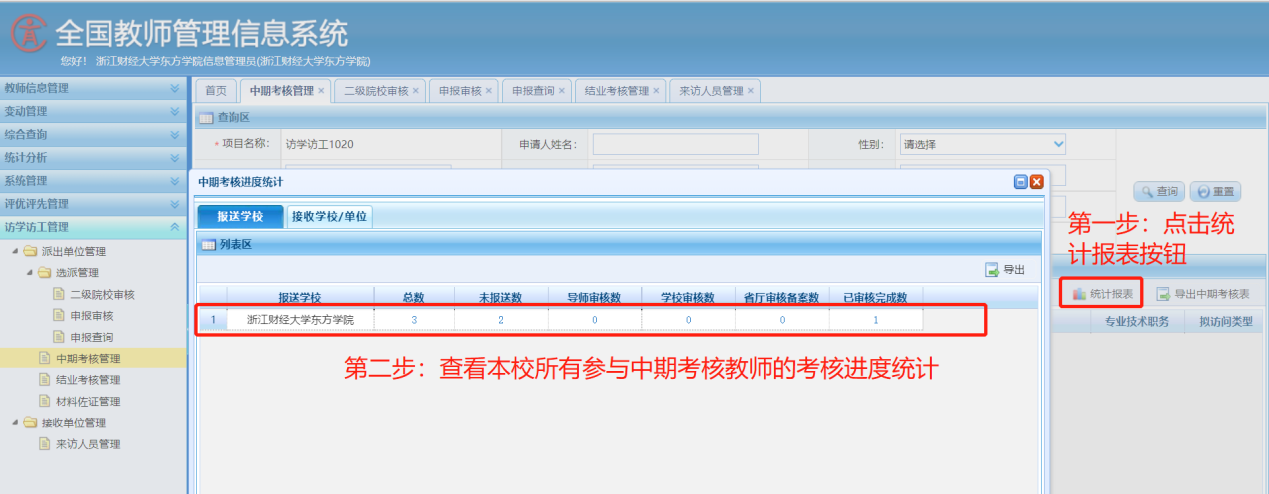 全国教师管理信息系统
您好！ 浙江财经大学东方学院信息管理员(浙江财经大学东方学院)
教师信息管理
变动管理
综合查询
统计分析
系统管理
评优评先管理
访学访工管理
派出单位管理
选派管理
二级院校审核
申报审核
申报查询
中期考核管理
结业考核管理
材料佐证管理
接收单位管理
来访人员管理
首页 中期考核管理 × 二级院校审核 × 申报审核 × 申报查询 × 结业考核管理 × 来访人员管理 ×
查询区
* 项目名称： 访学访工1020 申请人姓名： 性别： 请选择
查询 重置
中期考核进度统计
报送学校 接收学校/单位
列表区
导出
报送学校 总数 未报送数 导师审核数 学校审核数 省厅审核备案数 已审核完成数
1 浙江财经大学东方学院 3 2 0 0 0 1
第二步：查看本校所有参与中期考核教师的考核进度统计
第一步：点击统
计报表按钮
统计报表 导出中期考核表
专业技术职务 拟访问类型